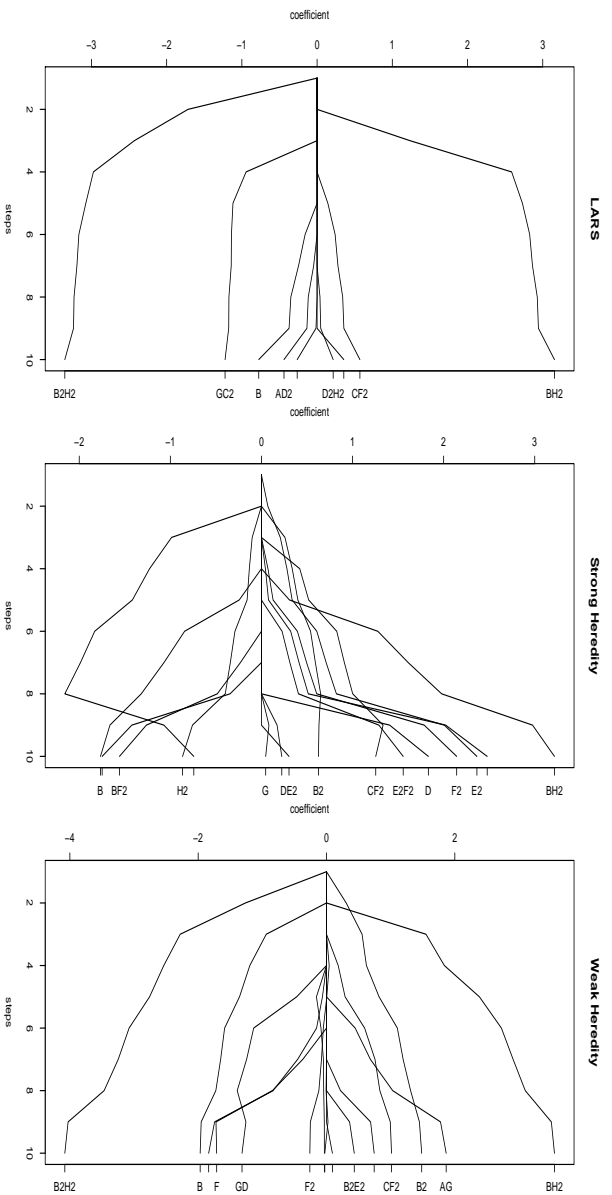 coefficient
−3 −2 −1 0 1 2 3
LARS
steps
2
4
6
8
10
B2H2 GC2 B AD2 D2H2 CF2 BH2
coefficient
−2 −1 0 1 2 3
Strong Heredity
steps
2
4
6
8
10
B BF2 H2 G DE2 B2 CF2 E2F2 D F2 E2 BH2
coefficient
−4 −2 0 2
Weak Heredity
steps
2
4
6
8
10
B2H2 B F GD F2 B2E2 CF2 B2 AG BH2